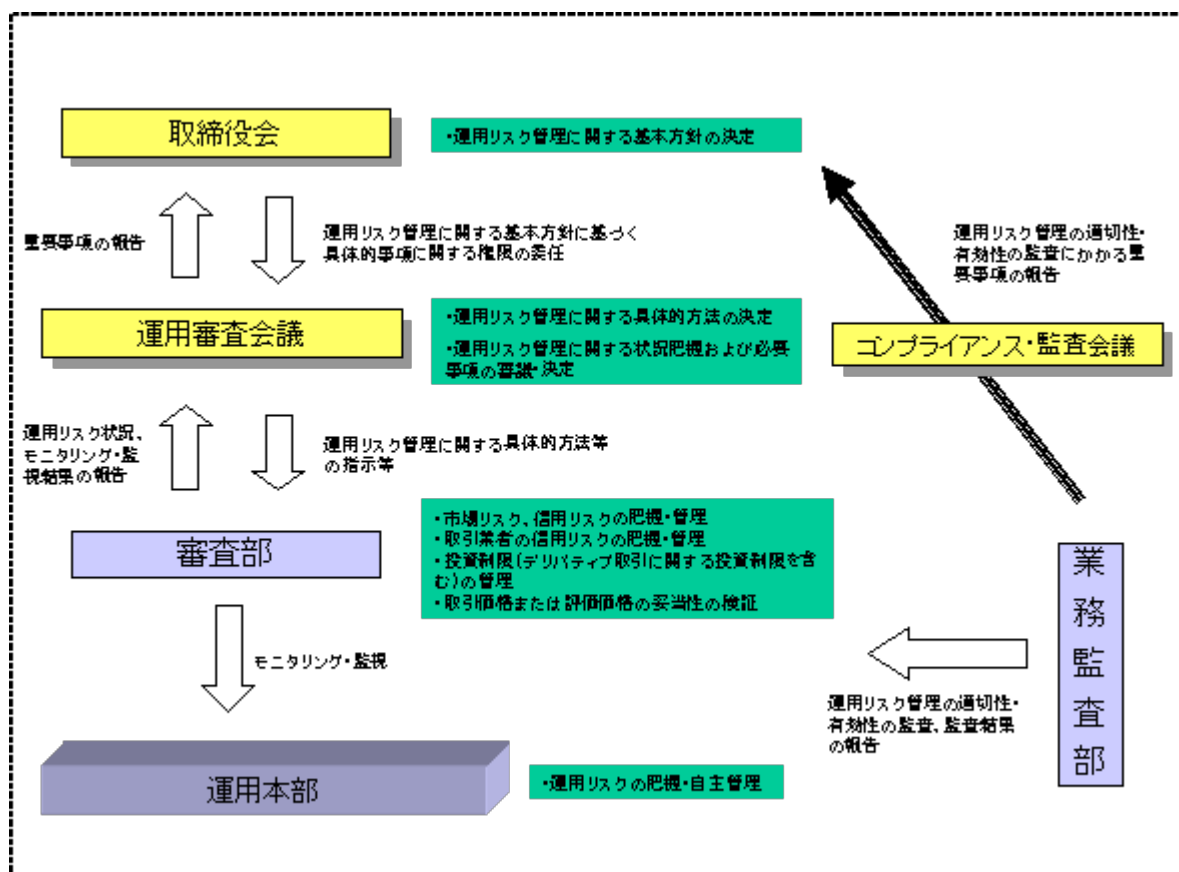 取締役会
・運用リスク管理に関する基本方針の決定
重要事項の報告
運用リスク管理に関する基本方針に基づく
具体的事項に関する権限の委任
運用リスク管理の適切性・
有効性の監査にかかる重
要事項の報告
運用審査会議
・運用リスク管理に関する具体的方法の決定
・運用リスク管理に関する状況把握および必要
事項の審議・決定
コンプライアンス・監査会議
運用リスク状況、
モニタリング・監
視結果の報告
運用リスク管理に関する具体的方法等
の指示等
審査部
・市場リスク、信用リスクの把握・管理
・取引業者の信用リスクの把握・管理
・投資制限(デリバティブ取引に関する投資制限を含
む)の管理
・取引価格または評価価格の妥当性の検証
業務監査部
モニタリング・監視
運用リスク管理の適切性・
有効性の監査、監査結果
の報告
運用本部
・運用リスクの把握・自主管理